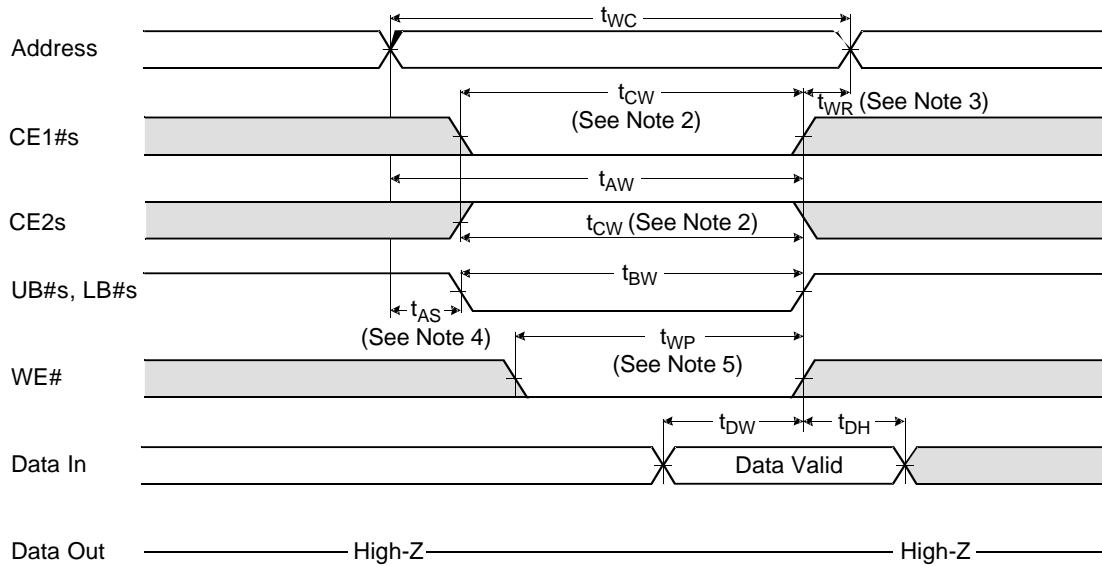 tWC
Address
tCW
(See Note 2)
tWR (See Note 3)
CE1#s
tAW
CE2s
tCW (See Note 2)
UB#s, LB#s
tBW
tAS
(See Note 4)
tWP
(See Note 5)
WE#
tDW
tDH
Data In
Data Valid
Data Out
High-Z
High-Z